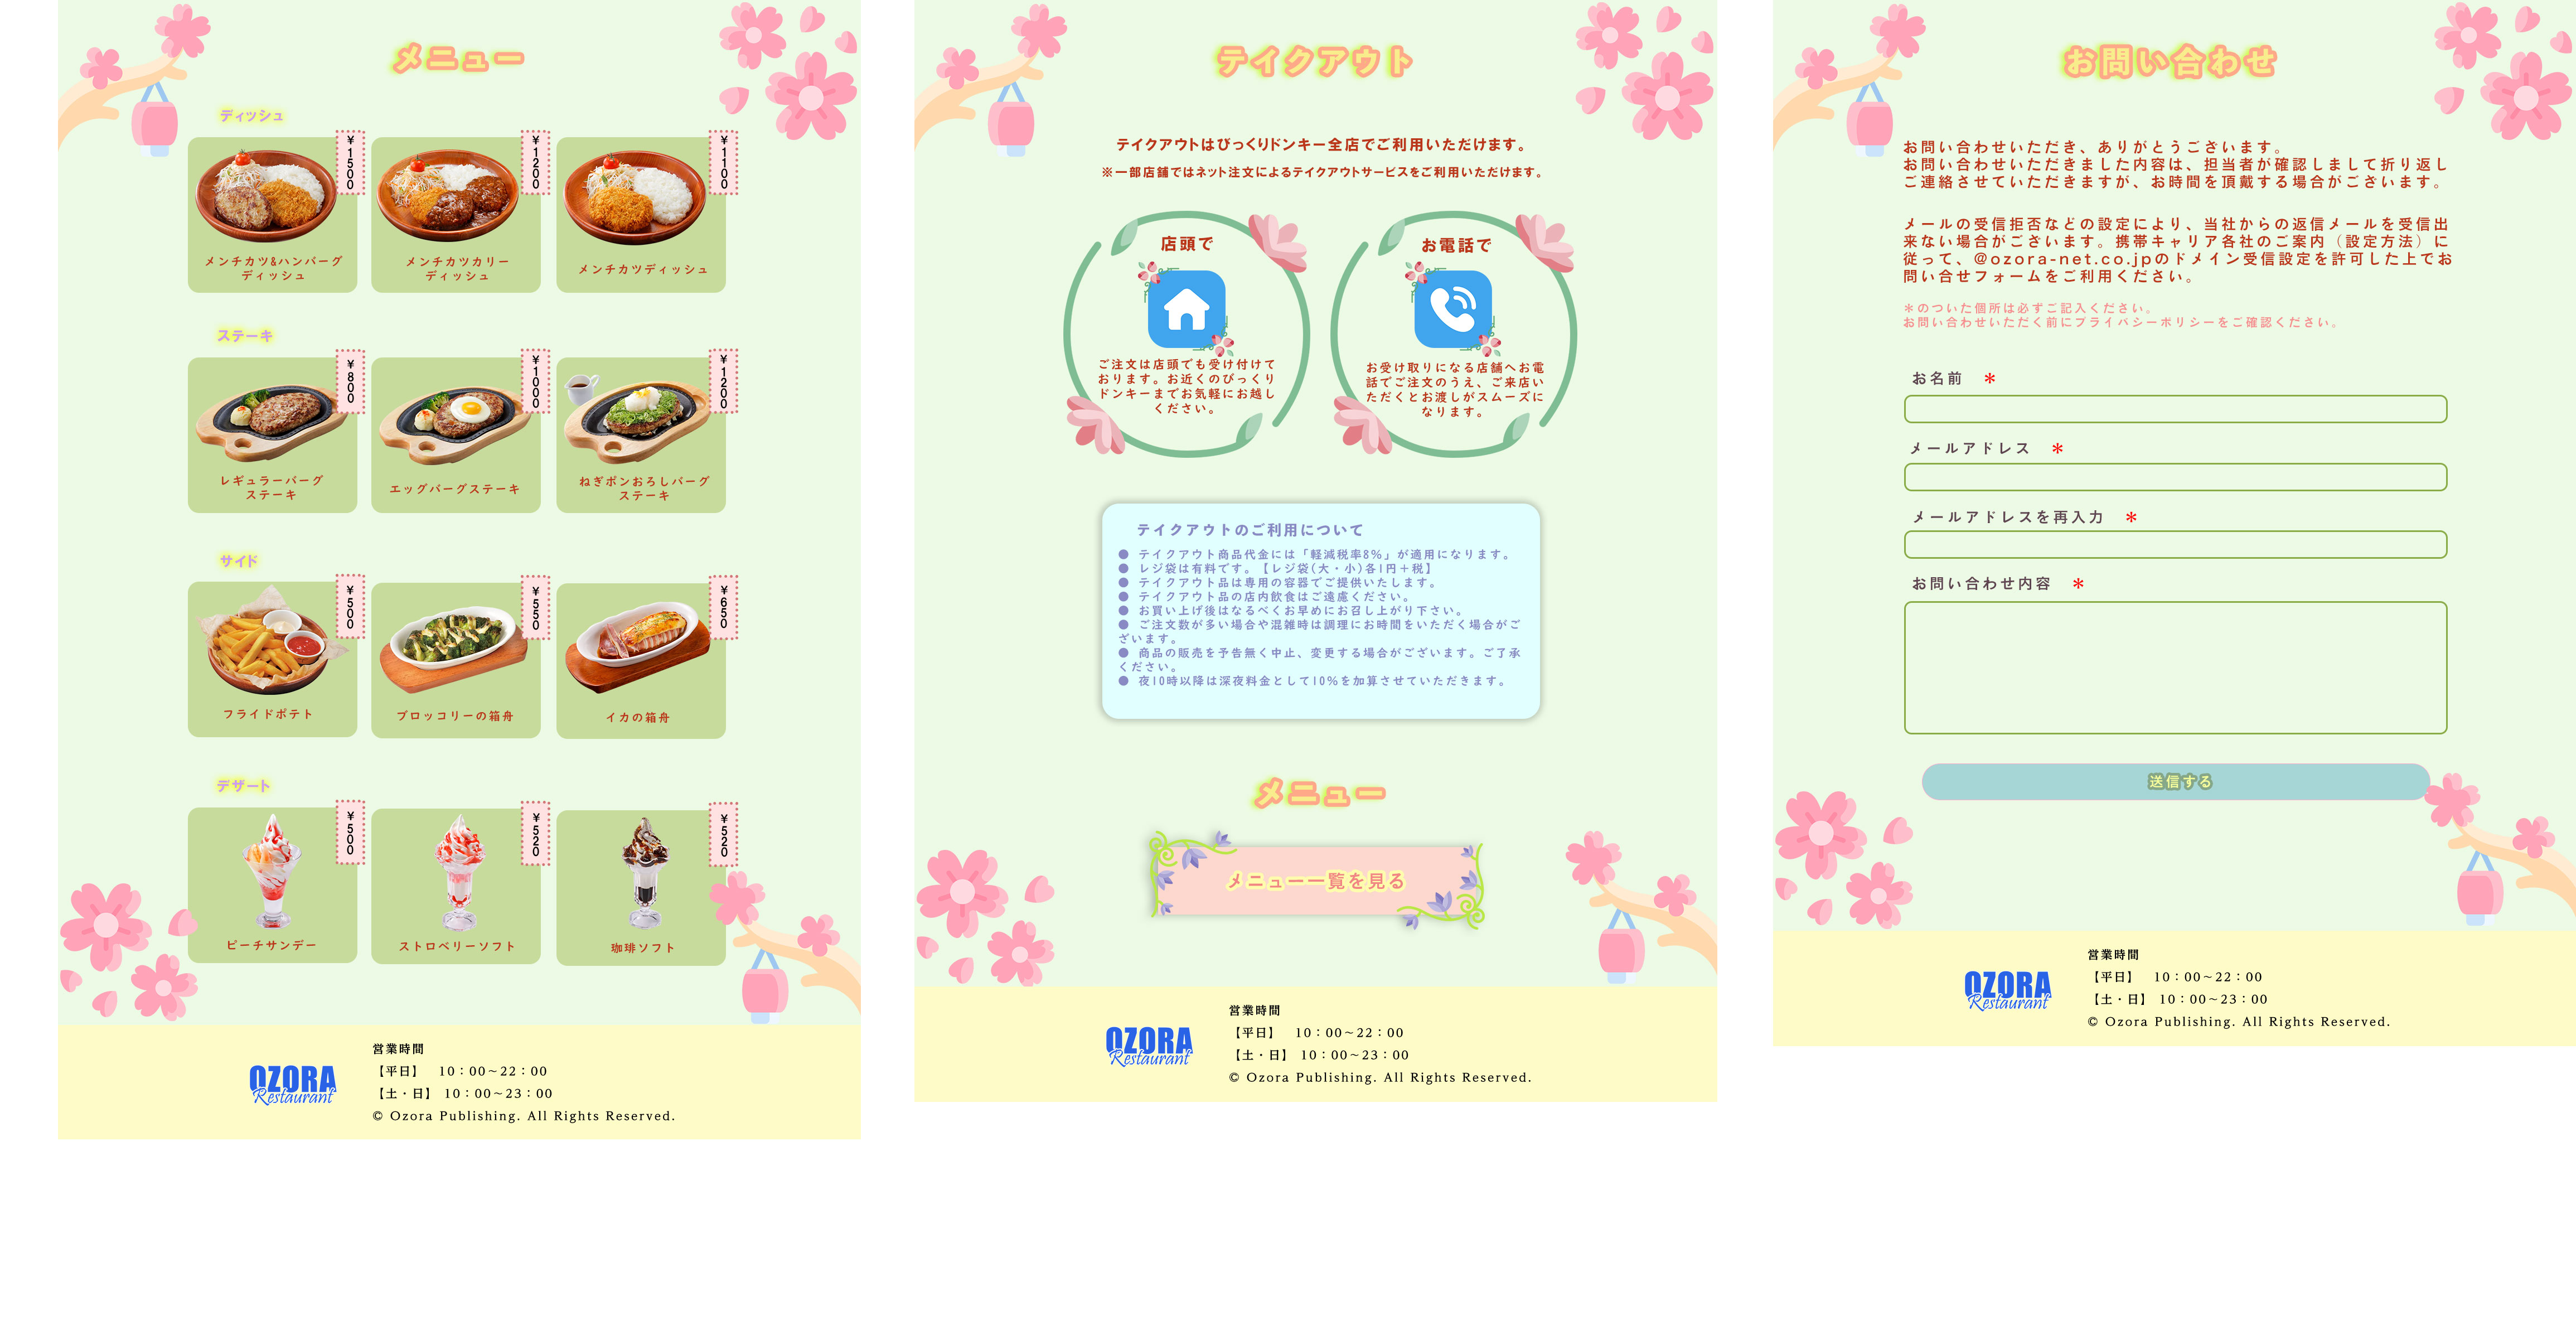 メニュー
ディッシュ
¥1500
¥1200
¥1100
メンチカツ&ハンバーグ
ディッシュ
メンチカツカリー
ディッシュ
メンチカツディッシュ
ステーキ
¥800
¥1000
¥1200
レギュラーバーグ
ステーキ
エッグバーグステーキ
ねぎポンおろしバーグ
ステーキ
サイド
¥500
¥550
¥650
フライドポテト
ブロッコリーの箱舟
イカの箱舟
デザート
¥500
¥520
¥520
ピーチサンデー
ストロベリーソフト
珈琲ソフト
OZORA
Restaurant
営業時間
【平日】 10:00~22:00
【土・日】 10:00~23:00
© Ozora Publishing. All Rights Reserved.
テイクアウト
テイクアウトはびっくりドンキー全店でご利用いただけます。
※一部店舗ではネット注文によるテイクアウトサービスをご利用いただけます。
店頭で
ご注文は店頭でも受け付けて
おります。お近くのびっくり
ドンキーまでお気軽にお越し
ください。
お電話で
お受け取りになる店舗へお電
話でご注文のうえ、ご来店い
ただくとお渡しがスムーズに
なります。
テイクアウトのご利用について
● テイクアウト商品代金には「軽減税率8%」が適用になります。
● レジ袋は有料です。【レジ袋(大・小)各1円+税】
● テイクアウト品は専用の容器でご提供いたします。
● テイクアウト品の店内飲食はご遠慮ください。
● お買い上げ後はなるべくお早めにお召し上がり下さい。
● ご注文数が多い場合や混雑時は調理にお時間をいただく場合がご
ざいます。
● 商品の販売を予告無く中止、変更する場合がございます。ご了承
ください。
● 夜10時以降は深夜料金として10%を加算させていただきます。
メニュー
メニュー一覧を見る
OZORA
Restaurant
営業時間
【平日】 10:00~22:00
【土・日】 10:00~23:00
© Ozora Publishing. All Rights Reserved.
お問い合わせ
お問い合わせいただき、ありがとうございます。
お問い合わせいただきました内容は、担当者が確認しまして折り返し
ご連絡させていただきますが、お時間を頂戴する場合がございます。
メールの受信拒否などの設定により、当社からの返信メールを受信出
来ない場合がございます。携帯キャリア各社のご案内（設定方法）に
従って、@ozora-net.co.jpのドメイン受信設定を許可した上でお
問い合せフォームをご利用ください。
＊のついた個所は必ずご記入ください。
お問い合わせいただく前にプライバシーポリシーをご確認ください。
お名前 ＊
メールアドレス ＊
メールアドレスを再入力 ＊
お問い合わせ内容 ＊
送信する
OZORA
Restaurant
営業時間
【平日】 10:00~22:00
【土・日】 10:00~23:00
© Ozora Publishing. All Rights Reserved.